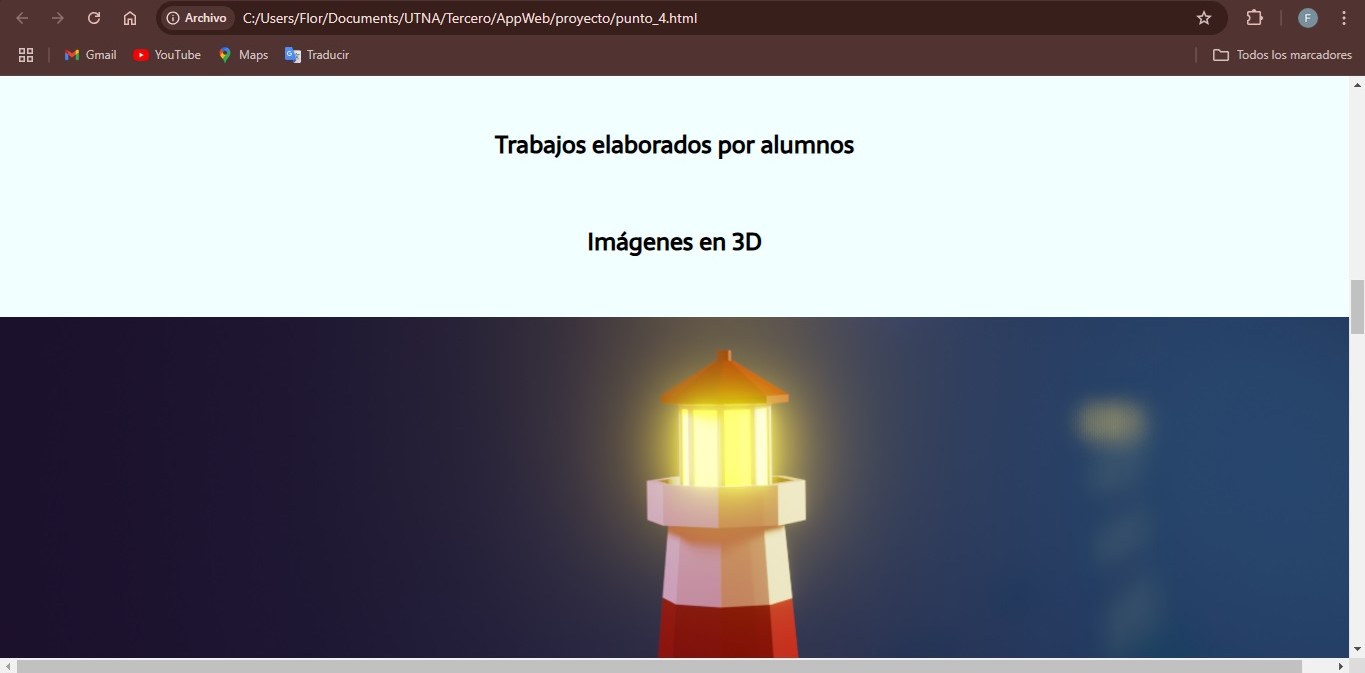 Archivo C:/Users/Flor/Documents/UTNA/Tercero/AppWeb/proyecto/punto_4.html F
Gmail YouTube Maps Traducir Todos los marcadores
Trabajos elaborados por alumnos
Imágenes en 3D